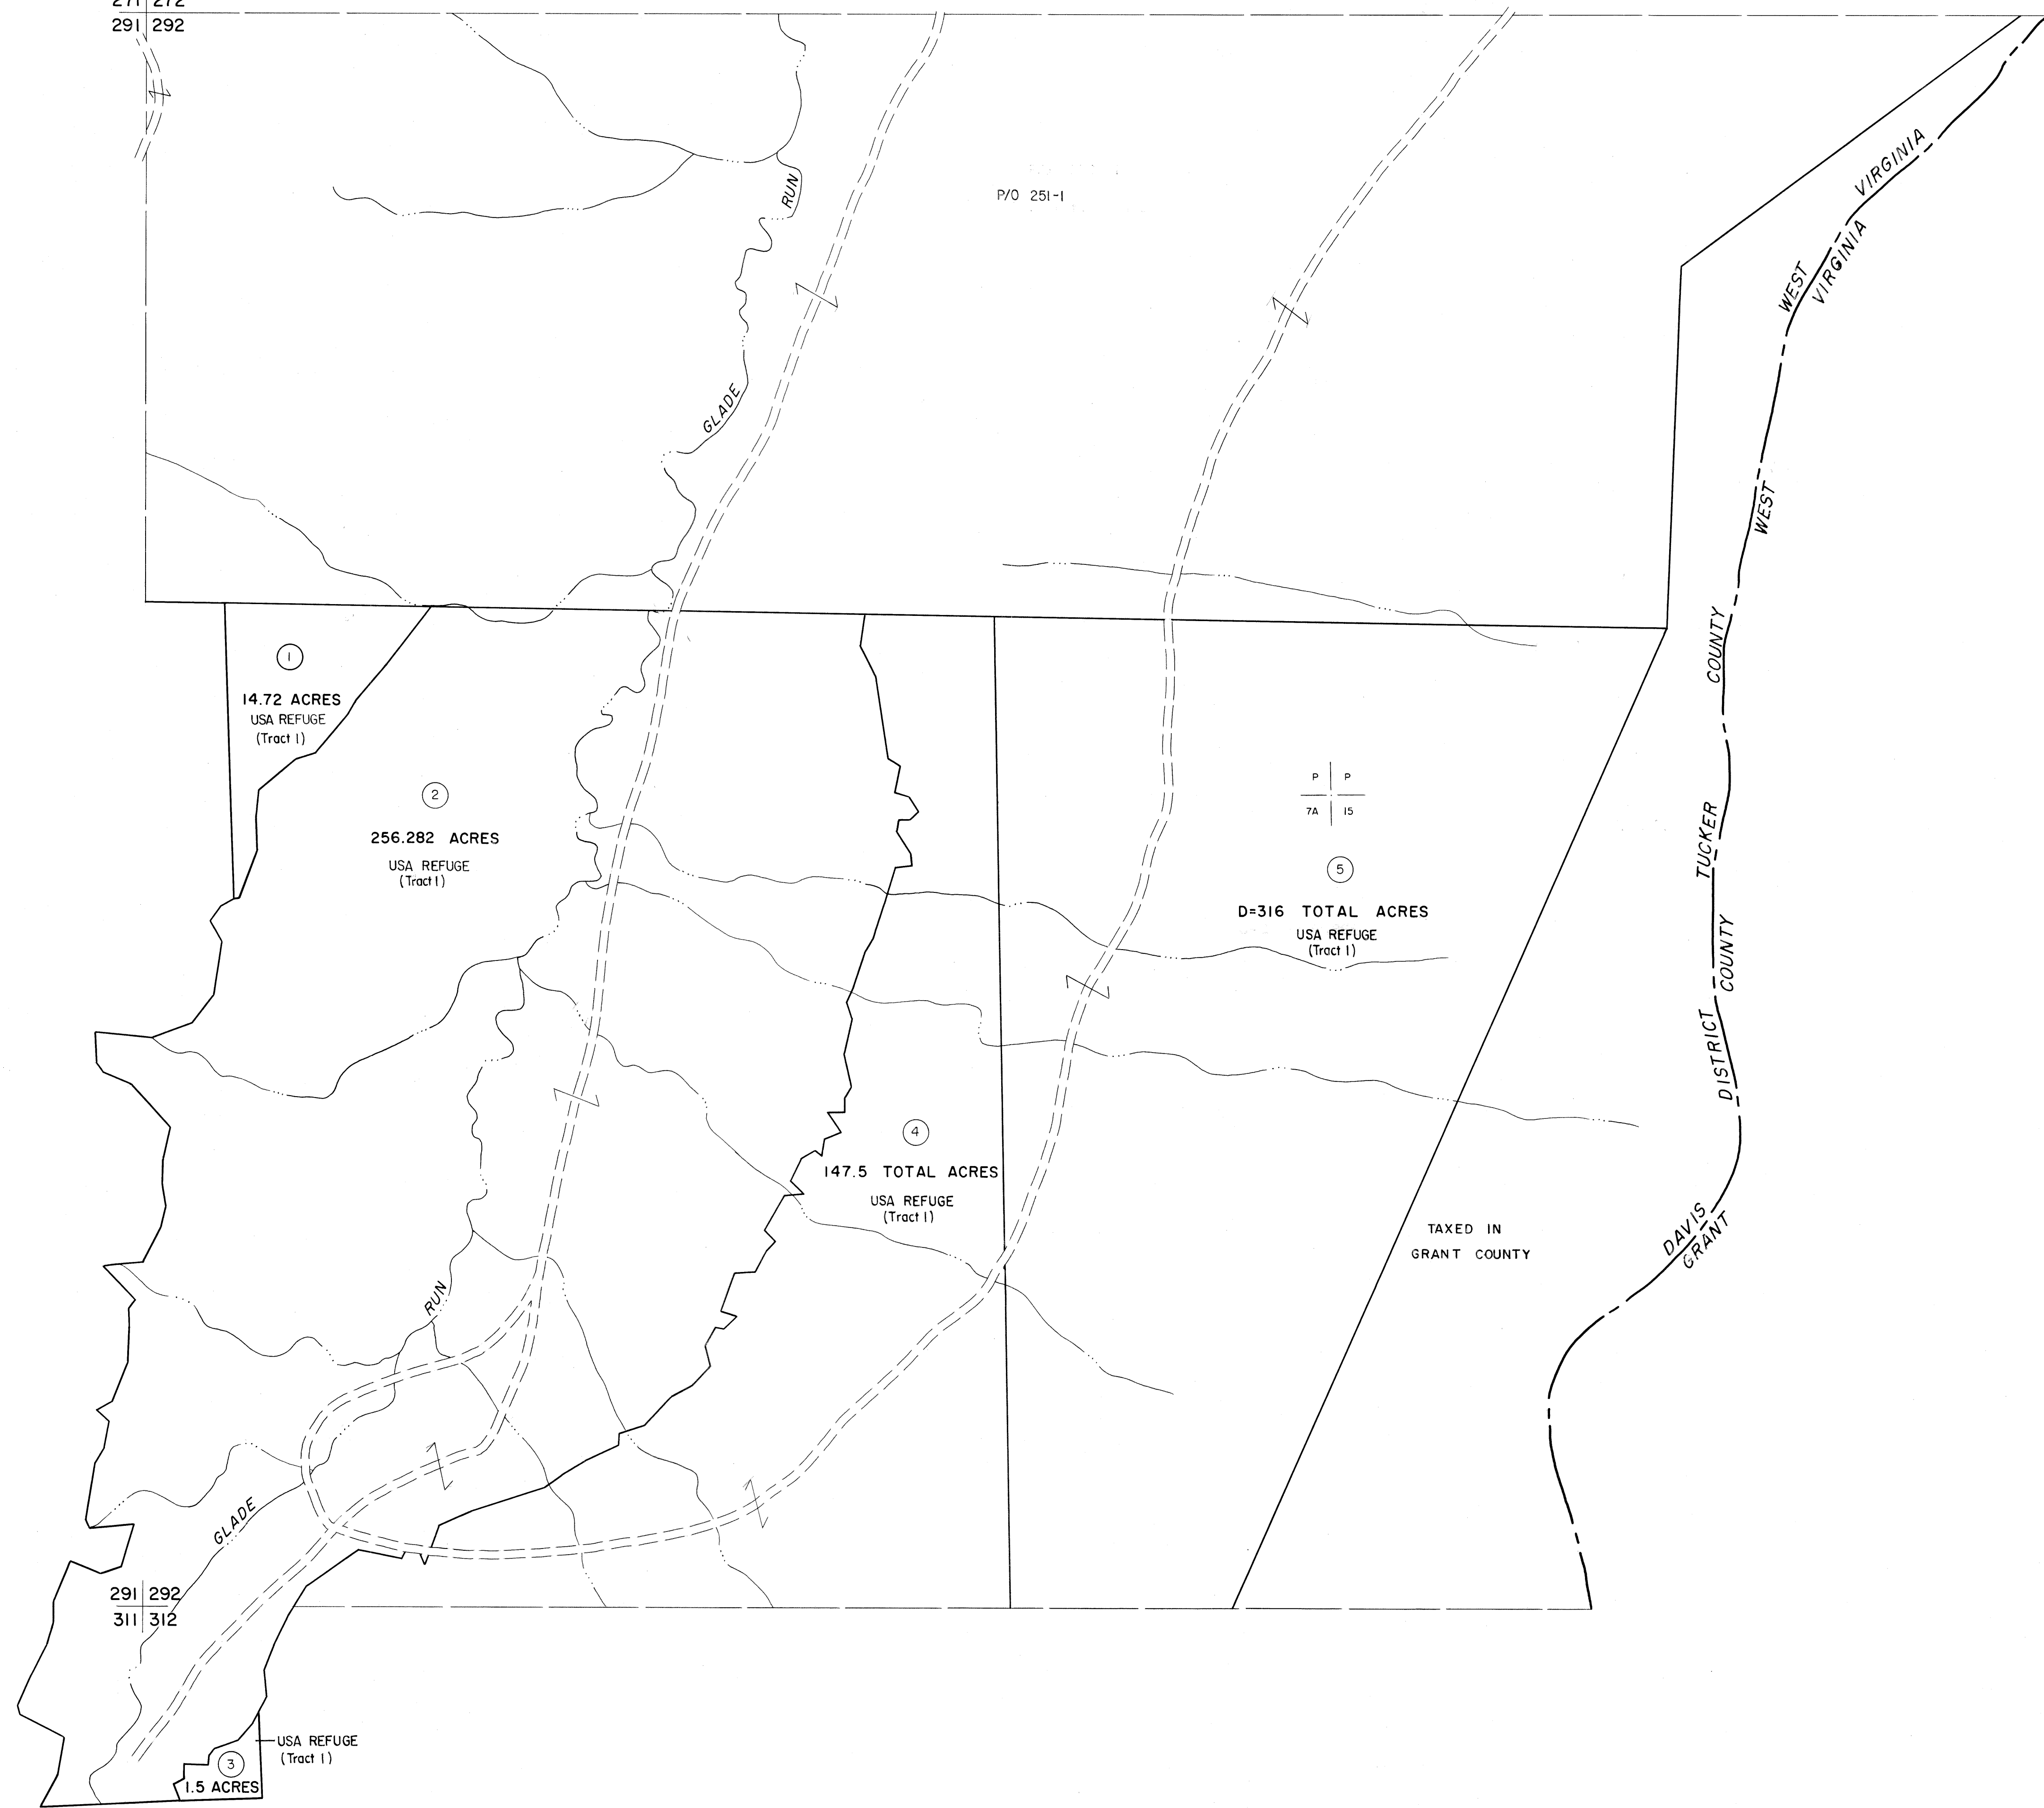 271 272
291 292
P/O 251-1
RUN
GLADE
WEST VIRGINIA
WEST VIRGINIA
1
14.72 ACRES
USA REFUGE
(Tract 1)
2
256.282 ACRES
USA REFUGE
(Tract 1)
P P
7A 15
5
D=316 TOTAL ACRES
USA REFUGE
(Tract 1)
4
147.5 TOTAL ACRES
USA REFUGE
(Tract 1)
TAXED IN
GRANT COUNTY
DAVIS DISTRICT TUCKER COUNTY
GRANT COUNTY
RUN
GLADE
291 292
311 312
USA REFUGE
(Tract 1)
3
1.5 ACRES